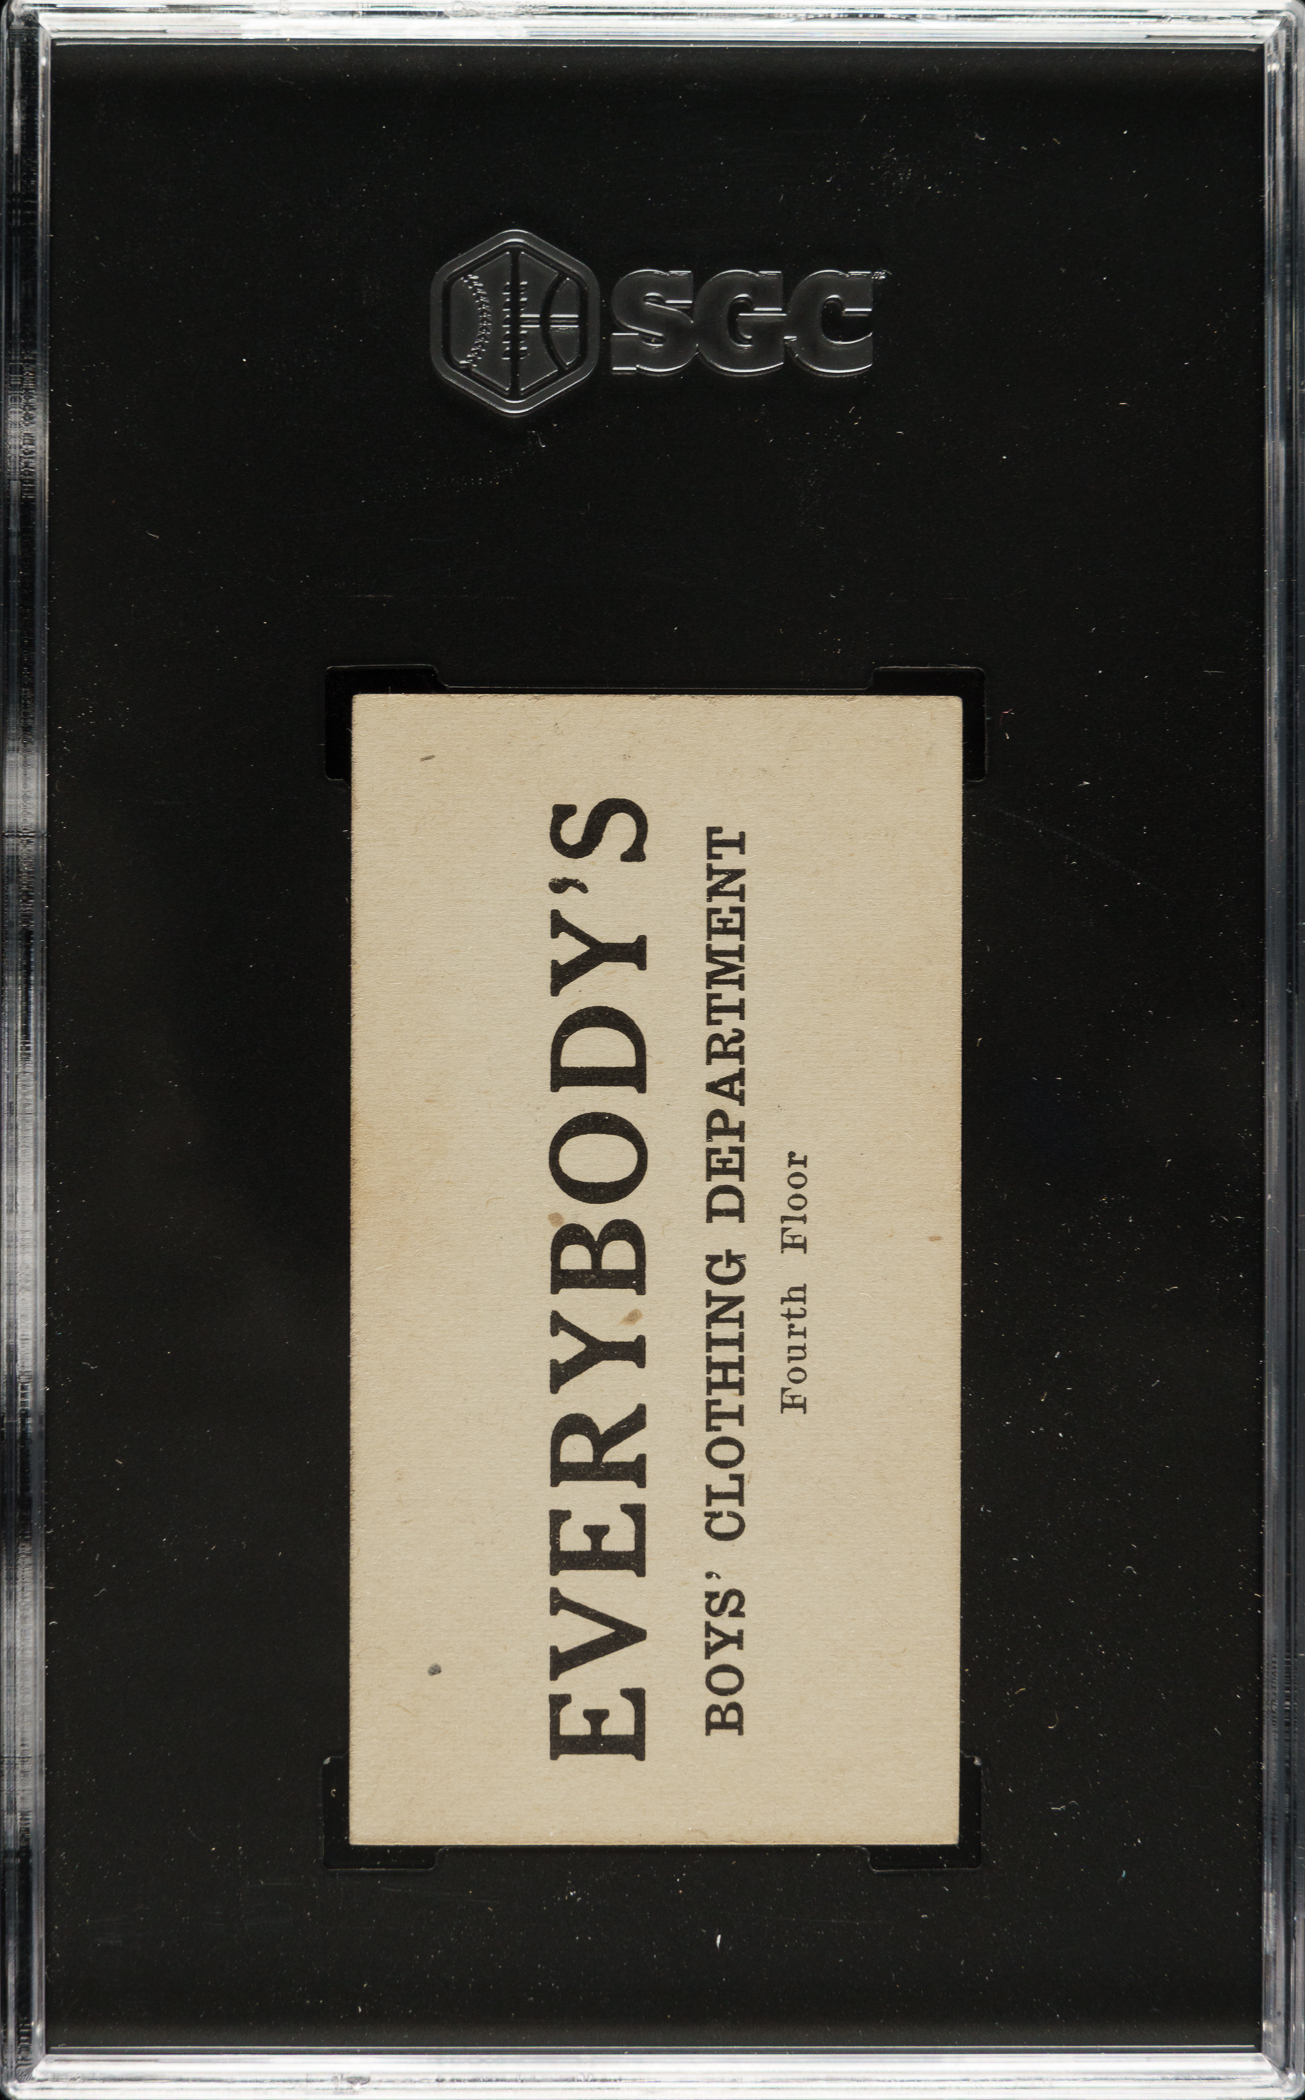 SGC
EVERYBODY'S
BOYS' CLOTHING DEPARTMENT
Fourth Floor